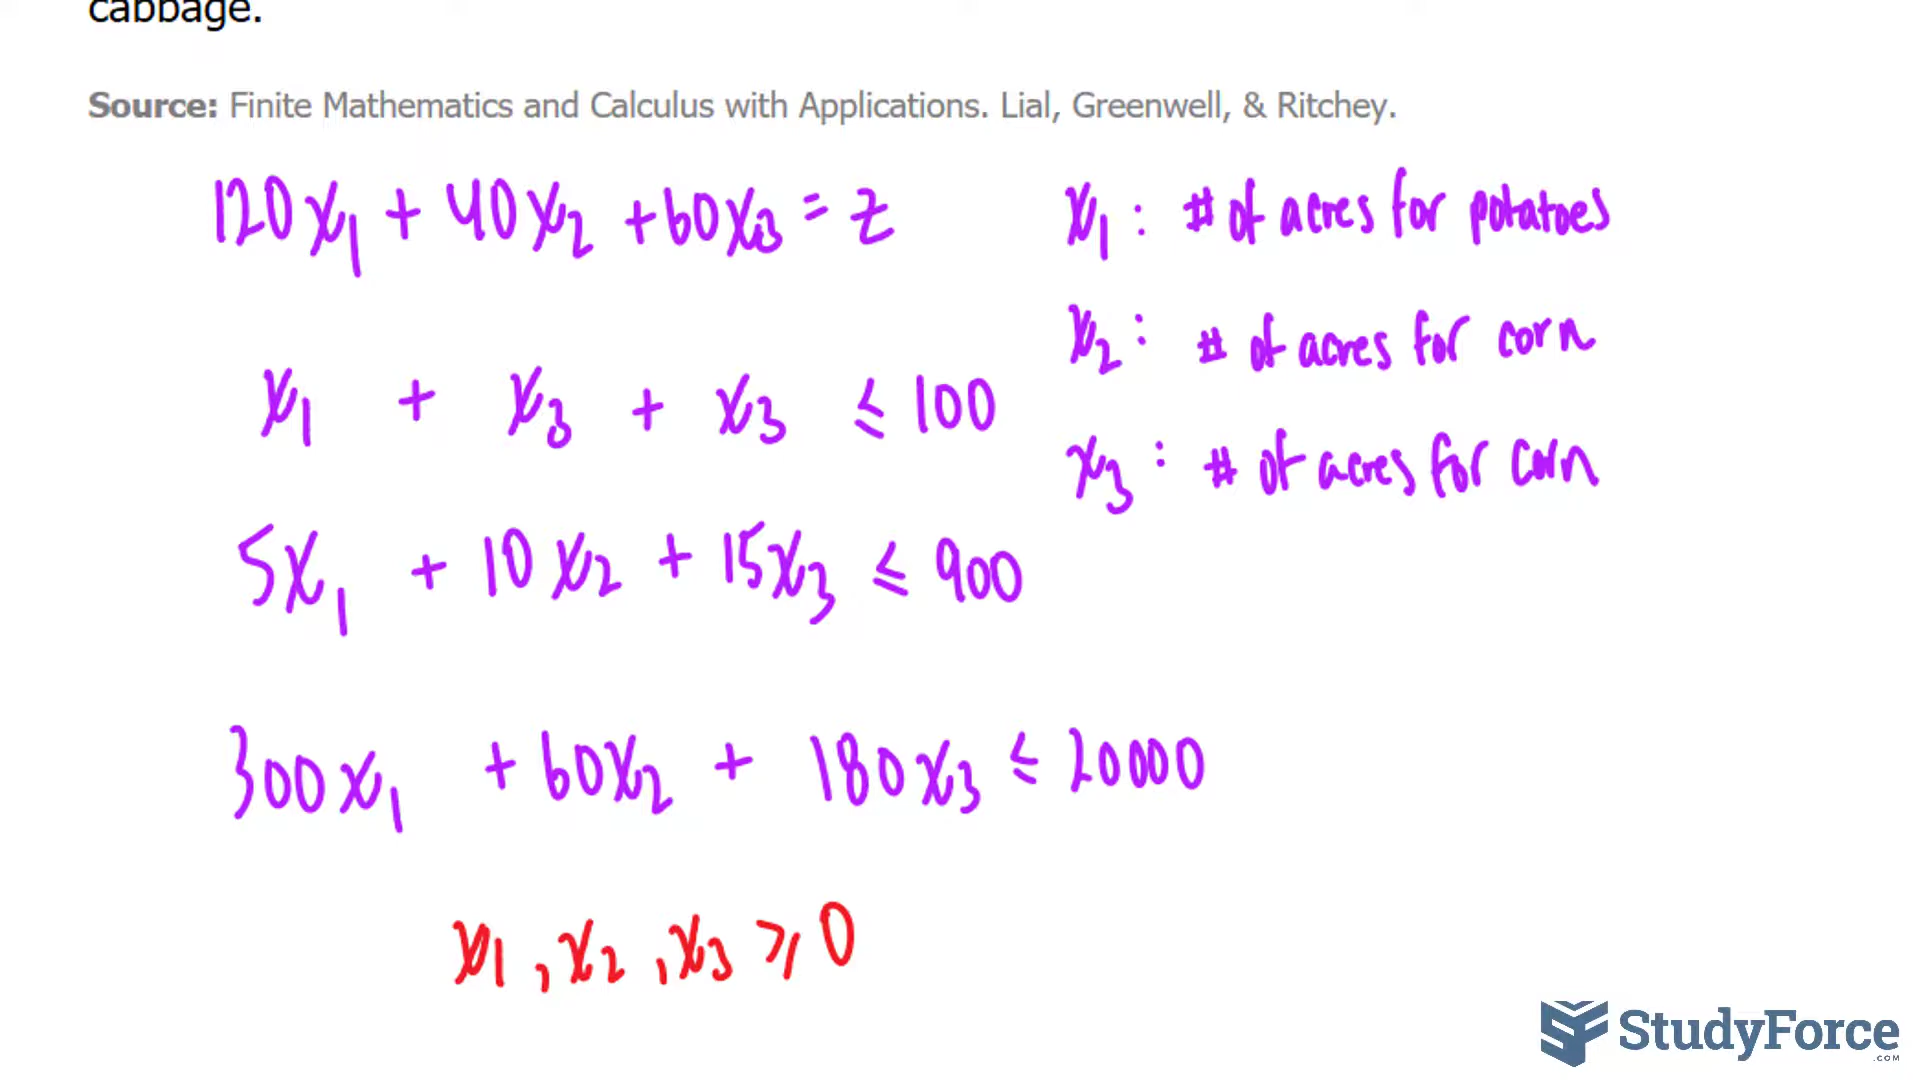 cabbage.
Source: Finite Mathematics and Calculus with Applications. Lial, Greenwell, & Ritchey.
120x₁ + 40x₂ + 60x₃ = z
x₁ + x₃ + x₃ ≤ 100
5x₁ + 10x₂ + 15x₃ ≤ 900
300x₁ + 60x₂ + 180x₃ ≤ 20000
x₁, x₂, x₃ ≥ 0
x₁ : # of acres for potatoes
x₂ : # of acres for corn
x₃ : # of acres for corn
StudyForce
.COM